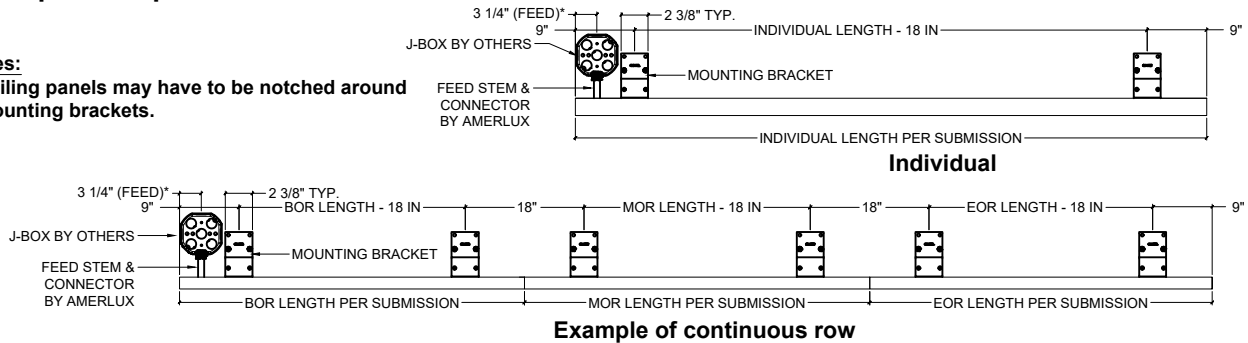 3 1/4" (FEED)*
2 3/8" TYP.
9"
INDIVIDUAL LENGTH - 18 IN
9"
J-BOX BY OTHERS
MOUNTING BRACKET
FEED STEM &
CONNECTOR
BY AMERLUX
INDIVIDUAL LENGTH PER SUBMISSION
Individual
es:
iling panels may have to be notched around
ounting brackets.
3 1/4" (FEED)*
2 3/8" TYP.
9"
BOR LENGTH - 18 IN
18"
MOR LENGTH - 18 IN
18"
EOR LENGTH - 18 IN
9"
J-BOX BY OTHERS
MOUNTING BRACKET
FEED STEM &
CONNECTOR
BY AMERLUX
BOR LENGTH PER SUBMISSION
MOR LENGTH PER SUBMISSION
EOR LENGTH PER SUBMISSION
Example of continuous row